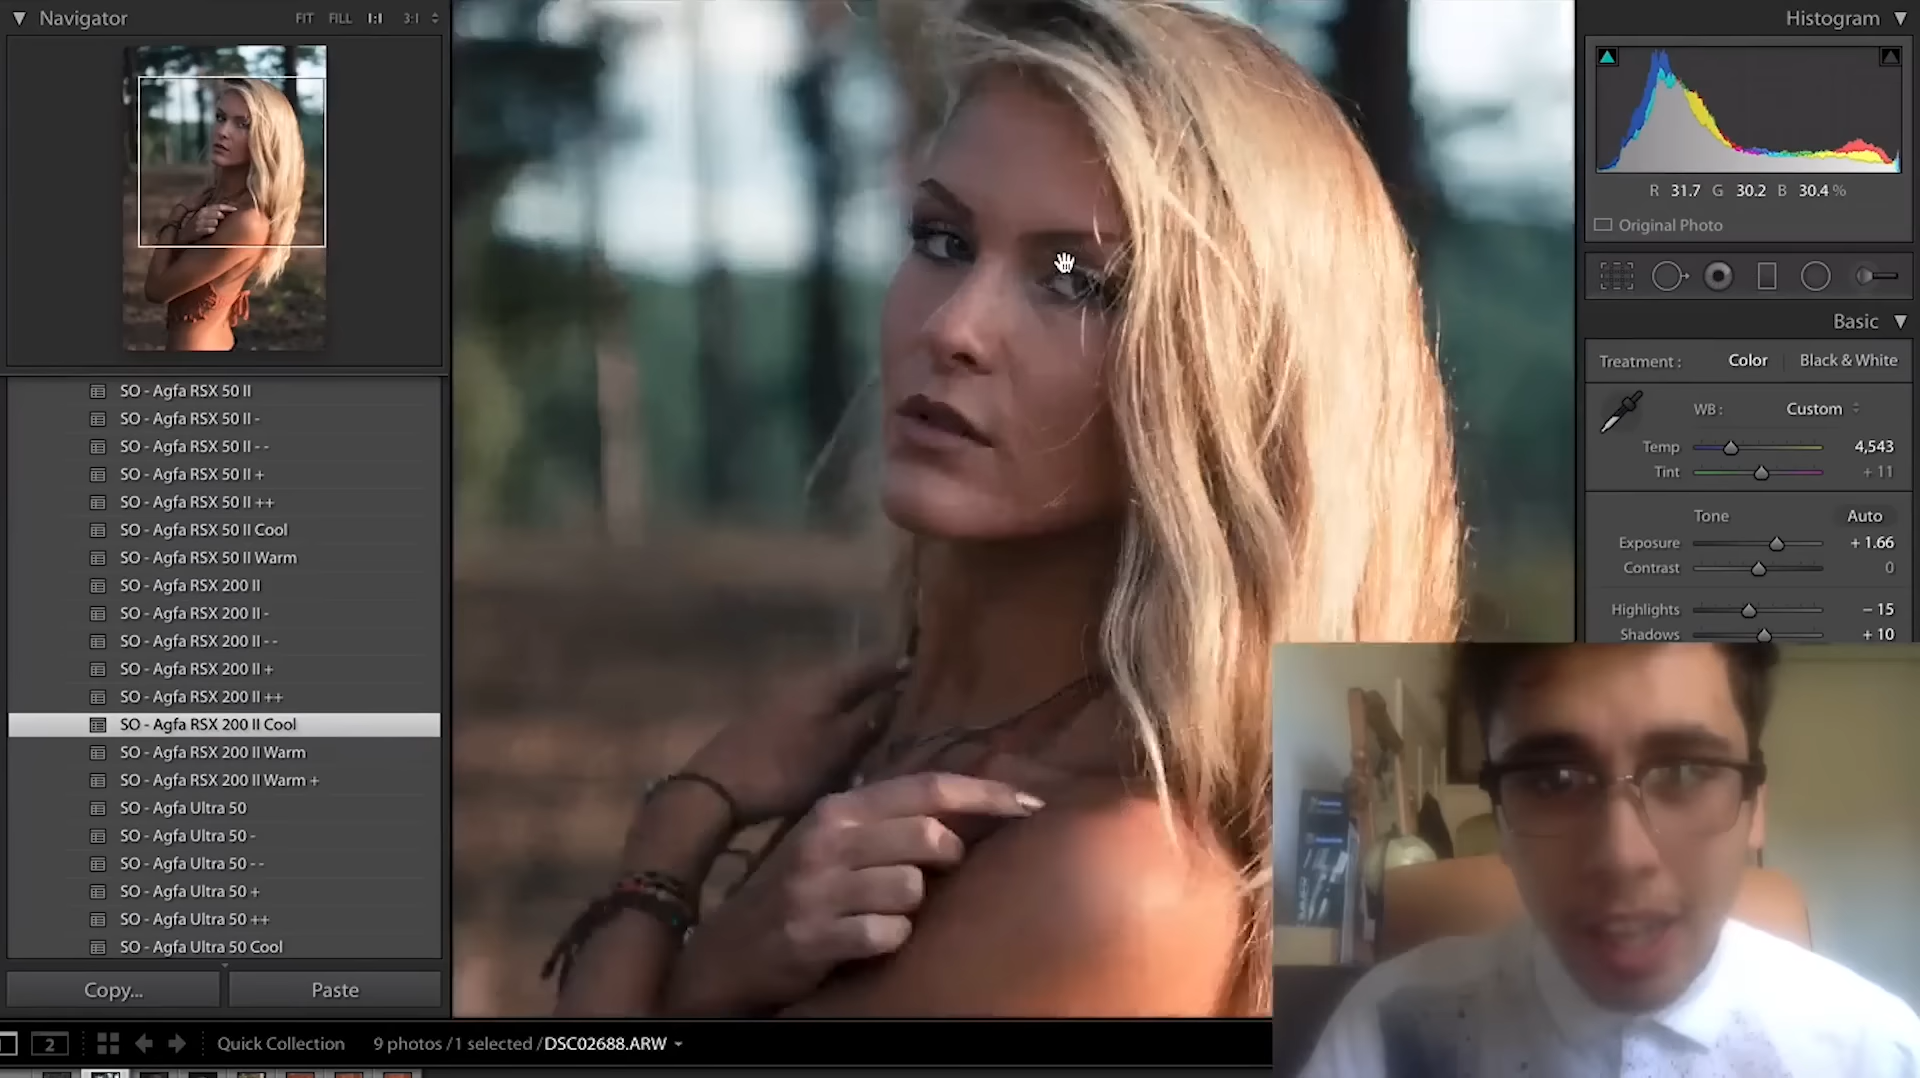 Navigator
FIT FILL 1:1 3:1
SO - Agfa RSX 50 II
SO - Agfa RSX 50 II -
SO - Agfa RSX 50 II - -
SO - Agfa RSX 50 II +
SO - Agfa RSX 50 II ++
SO - Agfa RSX 50 II Cool
SO - Agfa RSX 50 II Warm
SO - Agfa RSX 200 II
SO - Agfa RSX 200 II -
SO - Agfa RSX 200 II - -
SO - Agfa RSX 200 II +
SO - Agfa RSX 200 II ++
SO - Agfa RSX 200 II Cool
SO - Agfa RSX 200 II Warm
SO - Agfa RSX 200 II Warm +
SO - Agfa Ultra 50
SO - Agfa Ultra 50 -
SO - Agfa Ultra 50 - -
SO - Agfa Ultra 50 +
SO - Agfa Ultra 50 ++
SO - Agfa Ultra 50 Cool
Copy... Paste
2 Quick Collection 9 photos /1 selected /DSC02688.ARW
Histogram
R 31.7 G 30.2 B 30.4 %
Original Photo
Basic
Treatment : Color Black & White
WB : Custom
Temp 4,543
Tint + 11
Tone Auto
Exposure + 1.66
Contrast 0
Highlights – 15
Shadows + 10